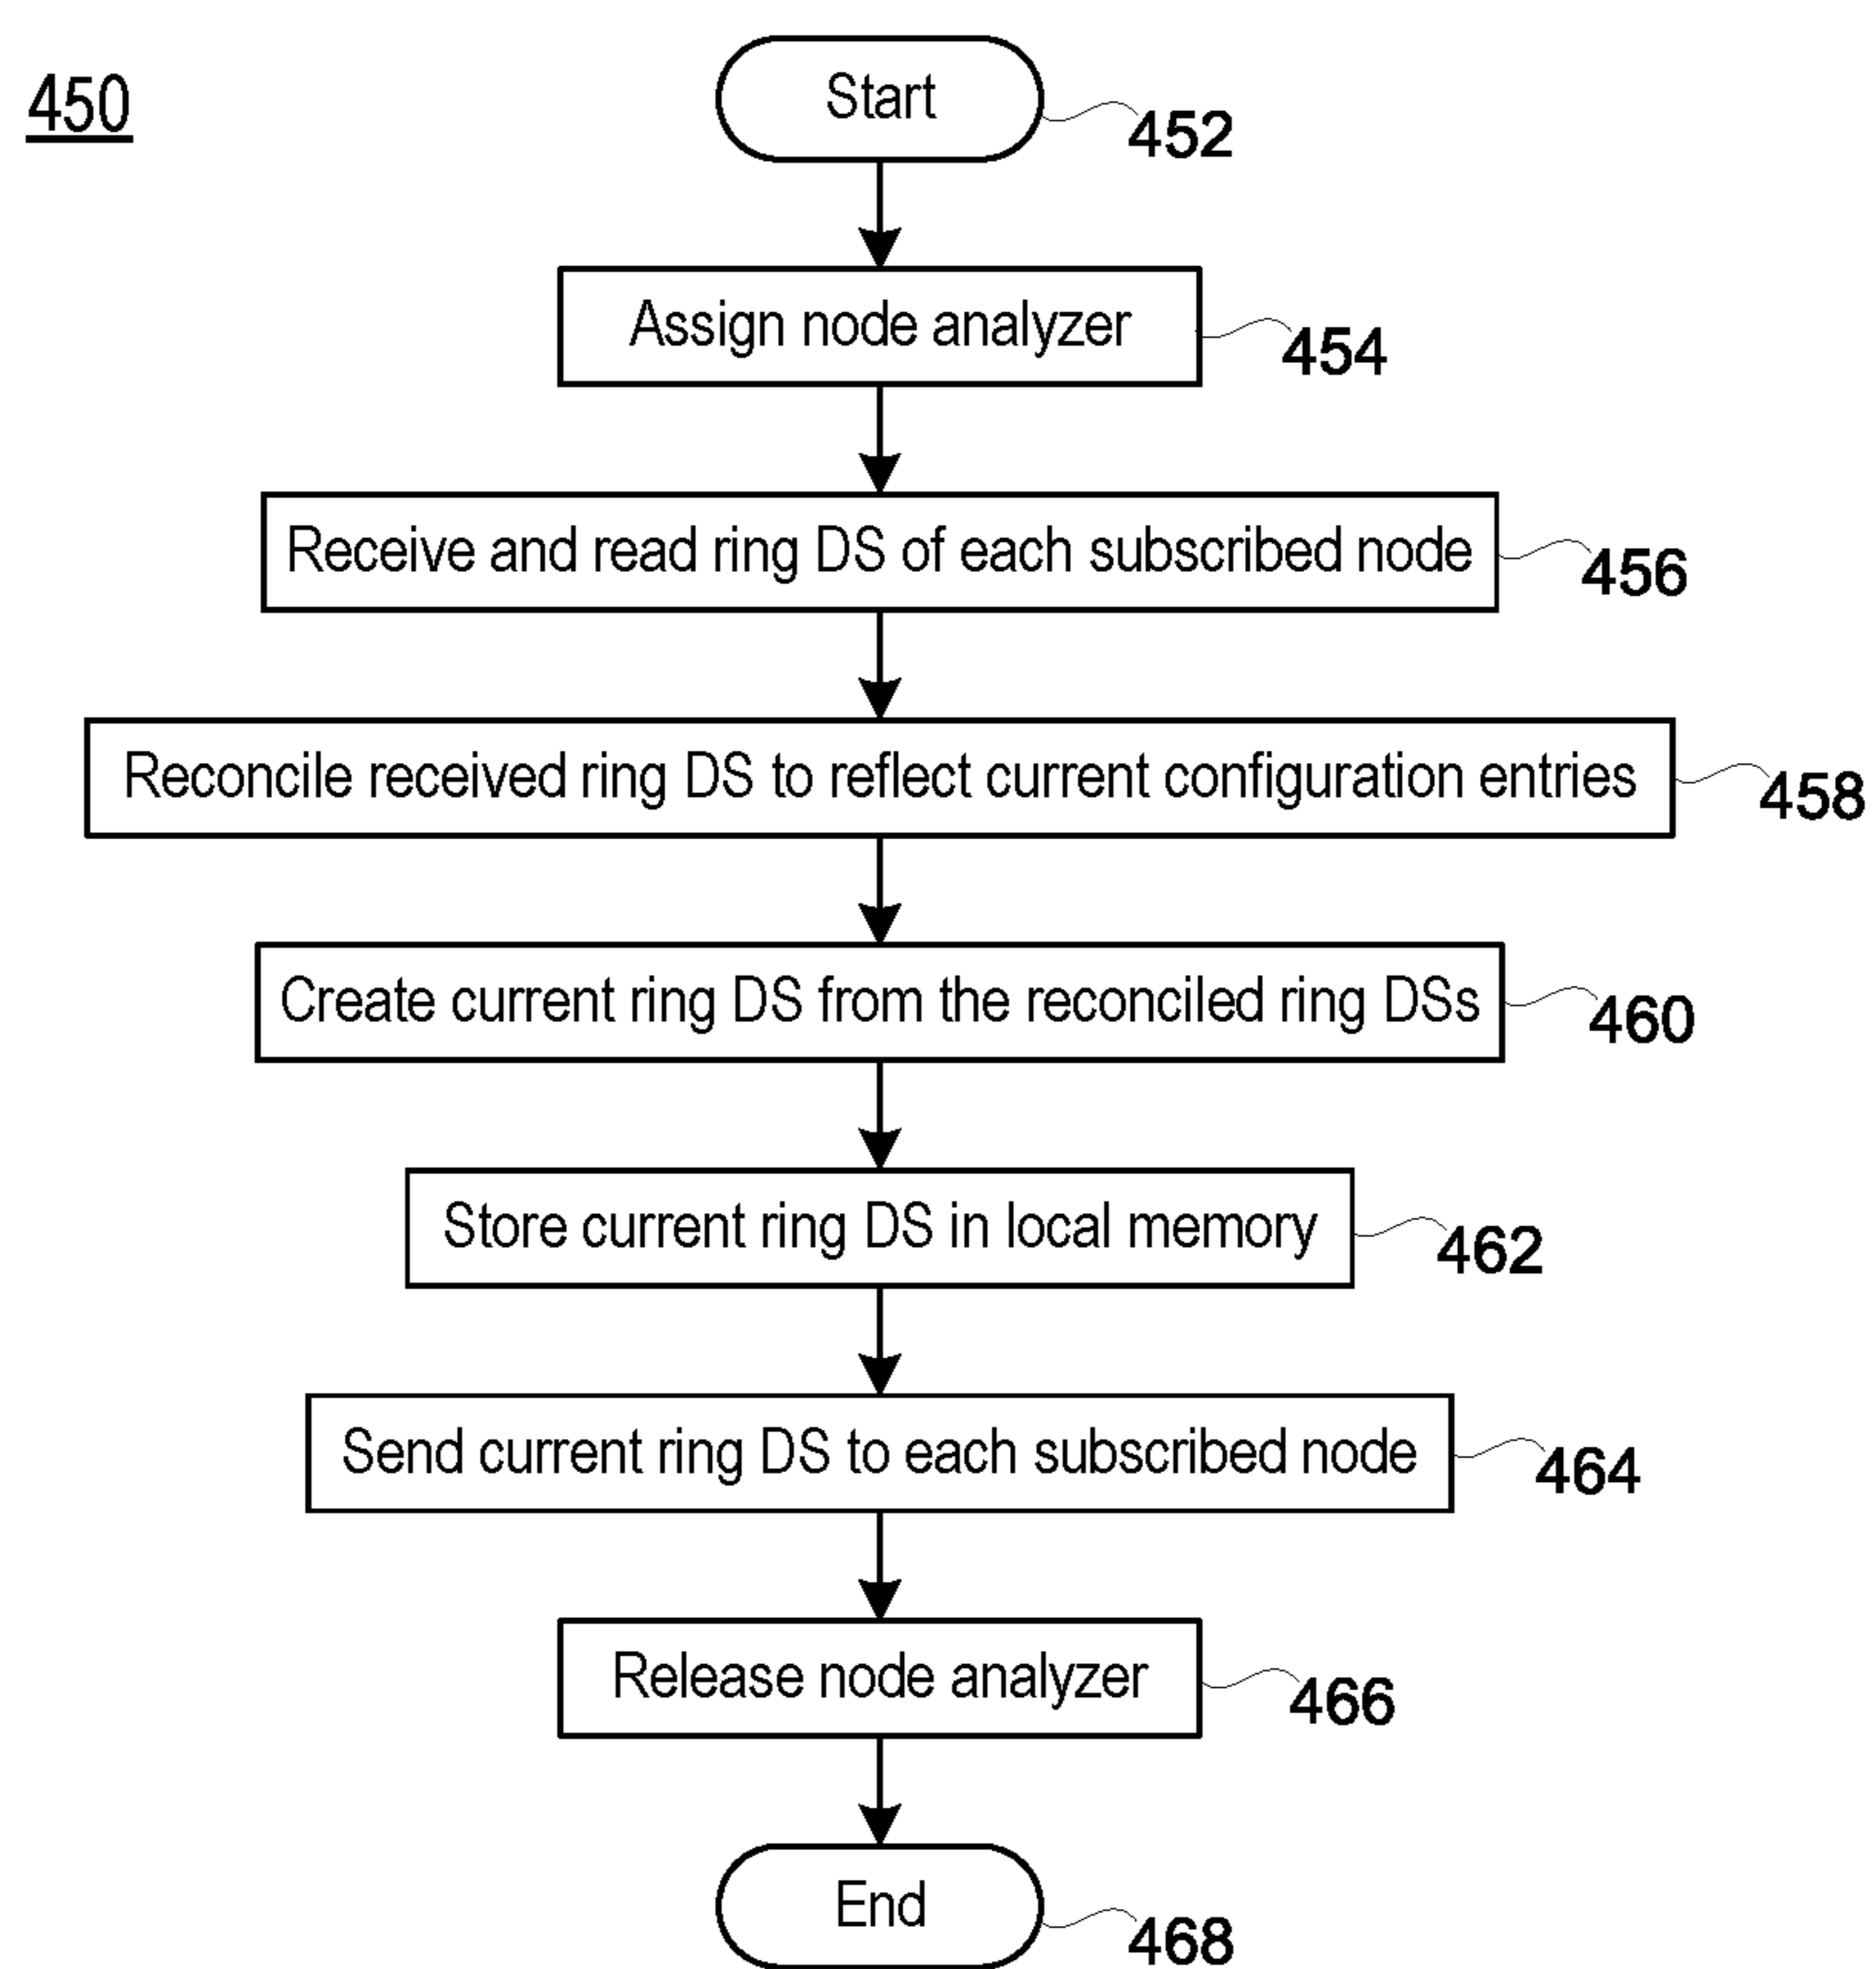 450
Start
452
Assign node analyzer
454
Receive and read ring DS of each subscribed node
456
Reconcile received ring DS to reflect current configuration entries
458
Create current ring DS from the reconciled ring DSs
460
Store current ring DS in local memory
462
Send current ring DS to each subscribed node
464
Release node analyzer
466
End
468